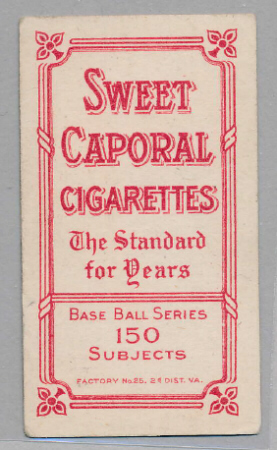 SWEET
CAPORAL
CIGARETTES
The Standard
for Years
BASE BALL SERIES
150
SUBJECTS
FACTORY No 25, 2d DIST. VA.